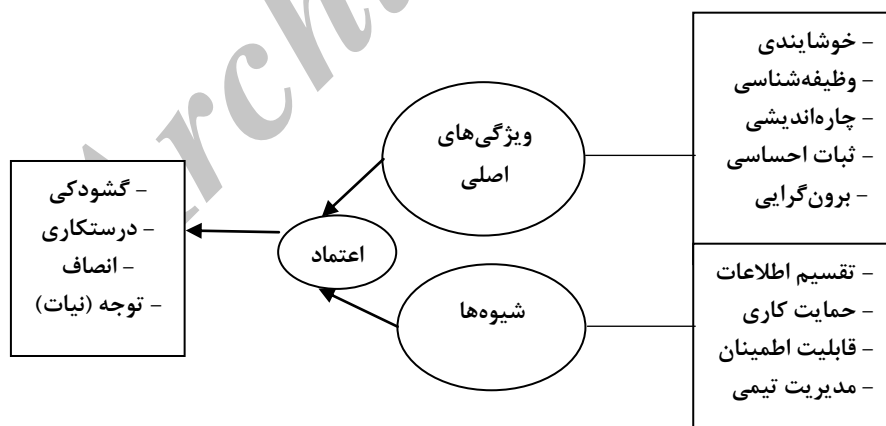 - خوشایندی
- وظیفه‌شناسی
- چاره‌اندیشی
- ثبات احساسی
- برون‌گرایی
ویژگی‌های
اصلی
- گشودکی
- درستکاری
- انصاف
- توجه (نیات)
اعتماد
- تقسیم اطلاعات
- حمایت کاری
- قابلیت اطمینان
- مدیریت تیمی
شیوه‌ها
Archi